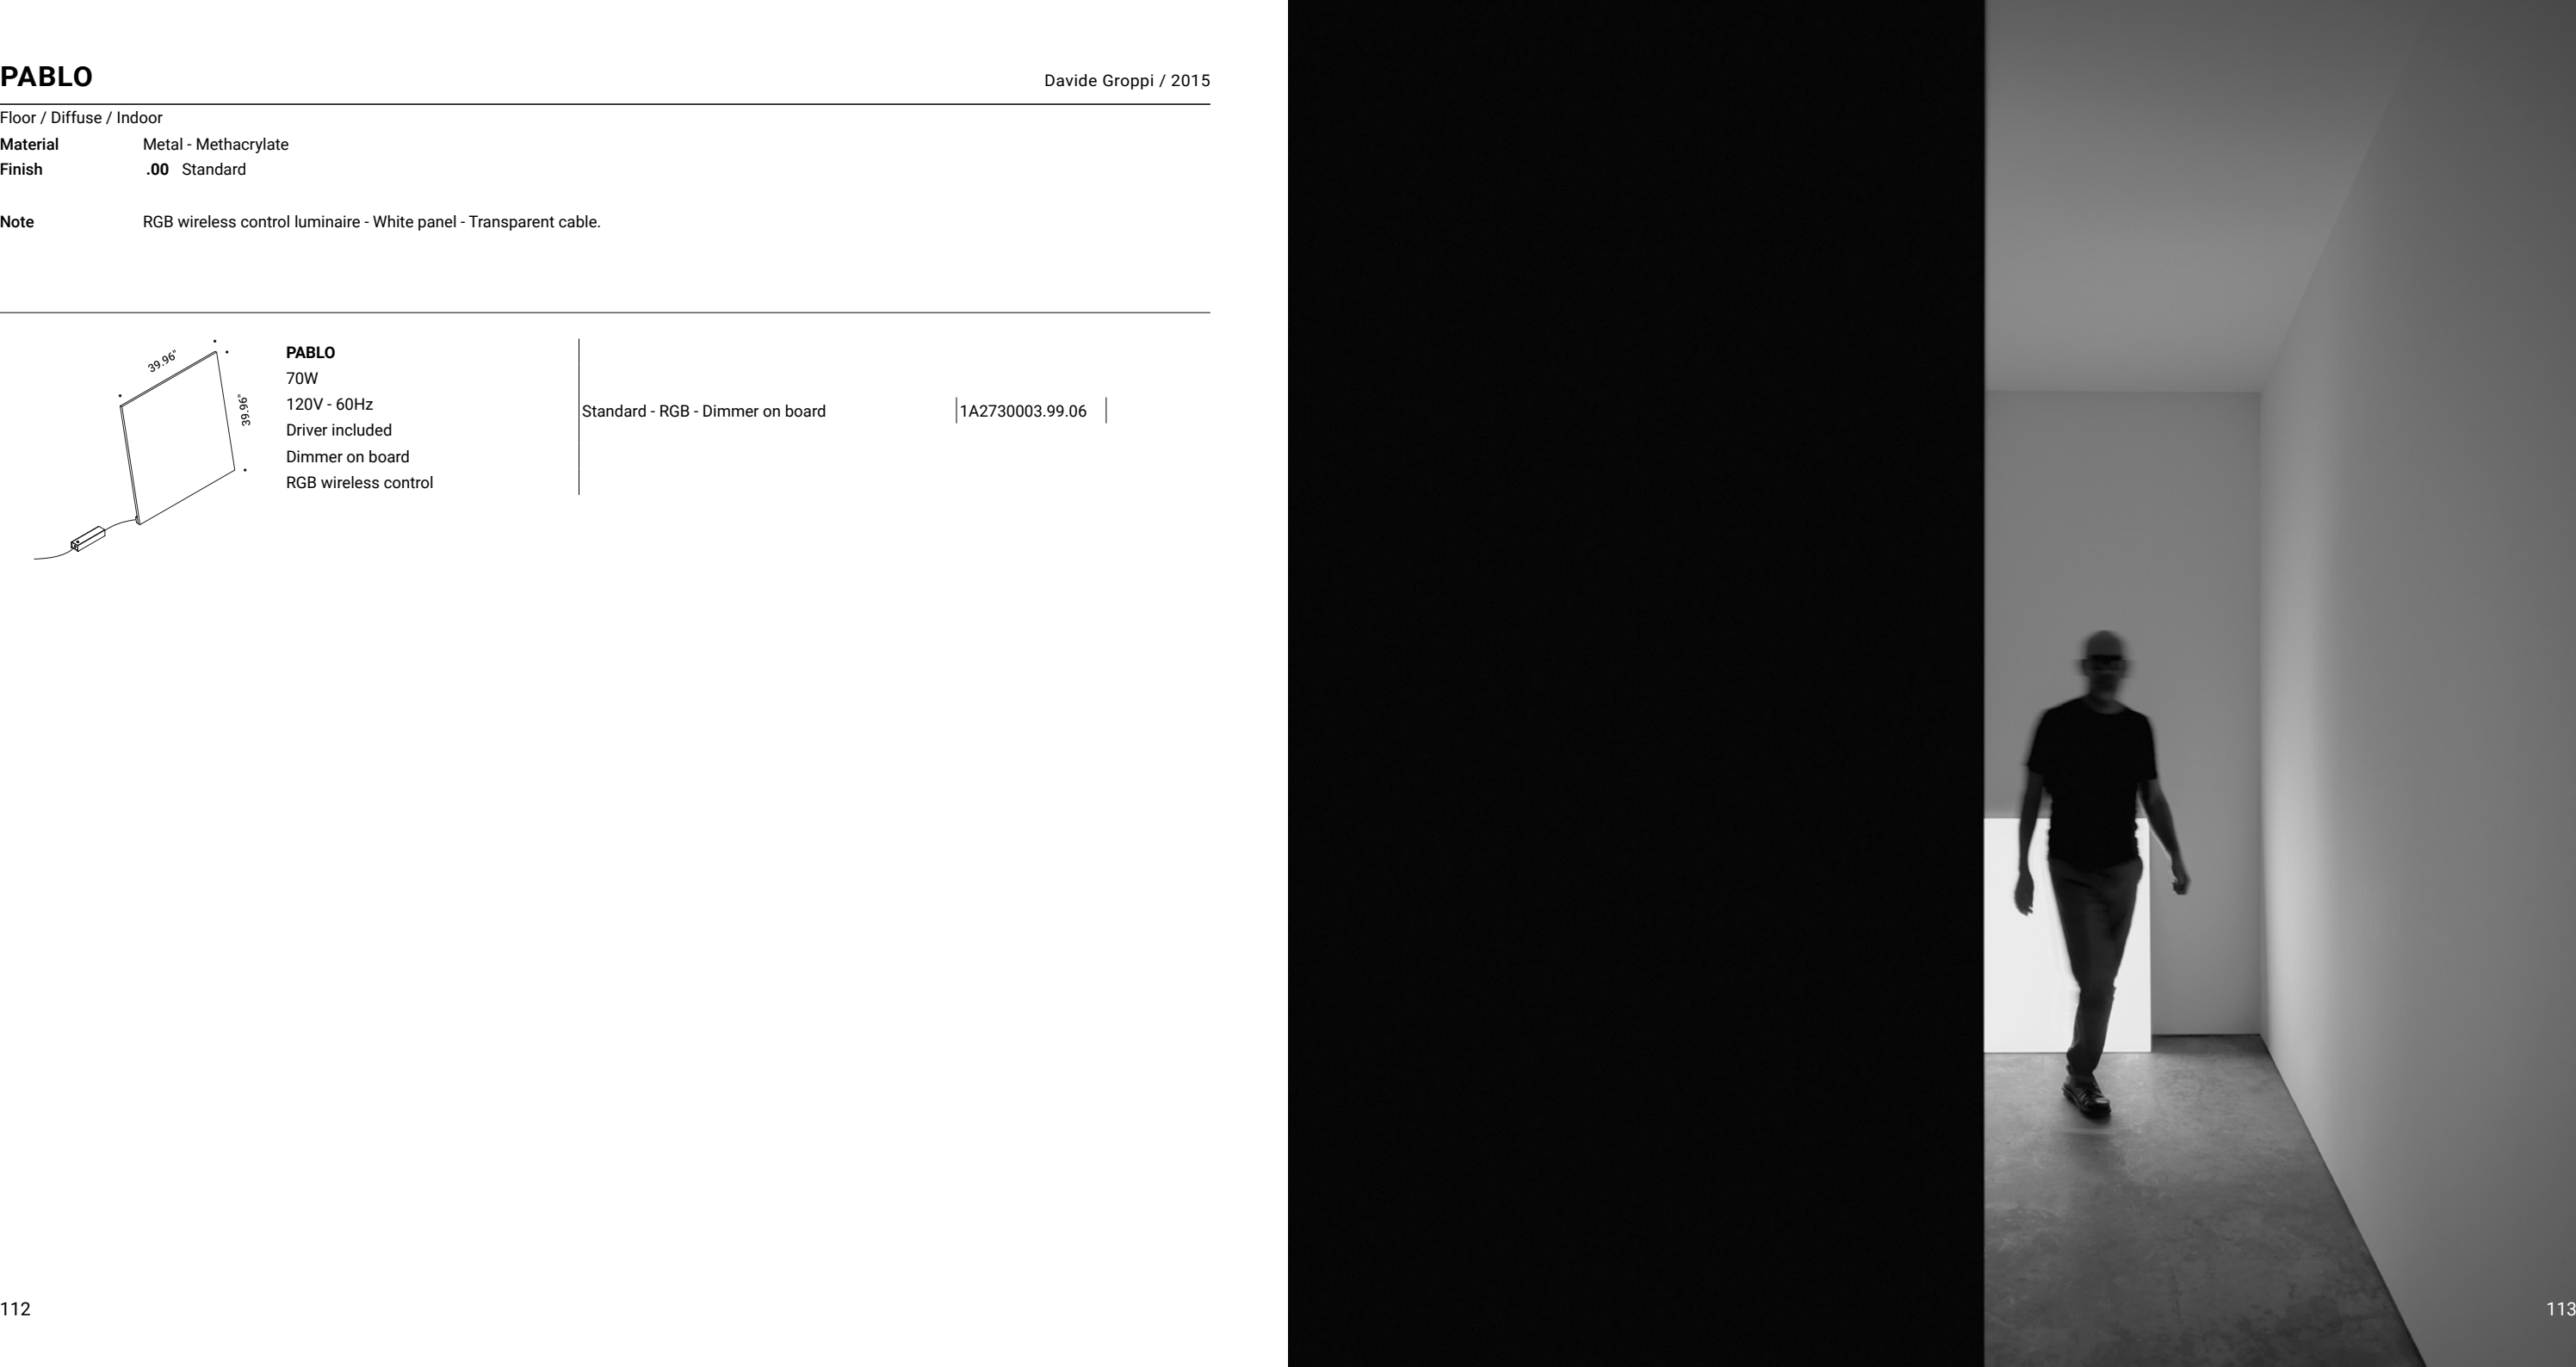 PABLO
Davide Groppi / 2015
Floor / Diffuse / Indoor
Material Metal - Methacrylate
Finish .00 Standard
Note RGB wireless control luminaire - White panel - Transparent cable.
39.96"
39.96"
PABLO
70W
120V - 60Hz
Driver included
Dimmer on board
RGB wireless control
Standard - RGB - Dimmer on board
1A2730003.99.06
112
113